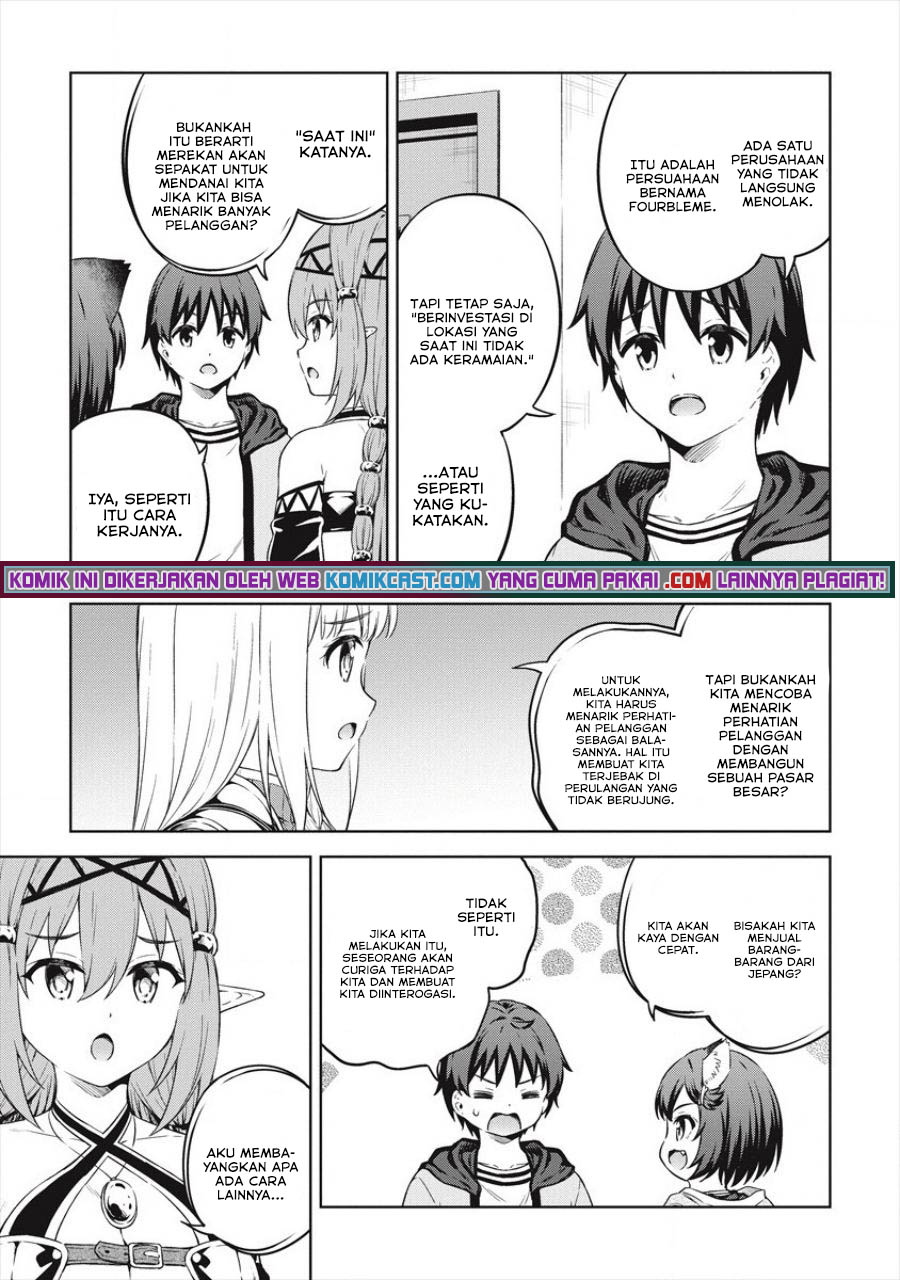 ADA SATU
PERUSAHAAN
YANG TIDAK
LANGSUNG
MENOLAK.
ITU ADALAH
PERSUAHAAN
BERNAMA
FOURBLEME.
TAPI TETAP SAJA,
"BERINVESTASI DI
LOKASI YANG
SAAT INI TIDAK
ADA KERAMAIAN."
...ATAU
SEPERTI
YANG KU-
KATAKAN.
"SAAT INI"
KATANYA.
BUKANKAH
ITU BERARTI
MEREKAN AKAN
SEPAKAT UNTUK
MENDANAI KITA
JIKA KITA BISA
MENARIK BANYAK
PELANGGAN?
IYA, SEPERTI
ITU CARA
KERJANYA.
KOMIK INI DIKERJAKAN OLEH WEB KOMIKCAST.COM YANG CUMA PAKAI .COM LAINNYA PLAGIAT!
TAPI BUKANKAH
KITA MENCOBA
MENARIK
PERHATIAN
PELANGGAN
DENGAN
MEMBANGUN
SEBUAH PASAR
BESAR?
UNTUK
MELAKUKANNYA,
KITA HARUS
MENARIK PERHATI-
AN PELANGGAN
SEBAGAI BALA-
SANNYA. HAL ITU
MEMBUAT KITA
TERJEBAK DI
PERULANGAN YANG
TIDAK BERUJUNG.
BISAKAH KITA
MENJUAL
BARANG-
BARANG DARI
JEPANG?
KITA AKAN
KAYA DENGAN
CEPAT.
TIDAK
SEPERTI
ITU.
JIKA KITA
MELAKUKAN ITU,
SESEORANG AKAN
CURIGA TERHADAP
KITA DAN MEMBUAT
KITA DIINTEROGASI.
AKU MEMBA-
YANGKAN APA
ADA CARA
LAINNYA...